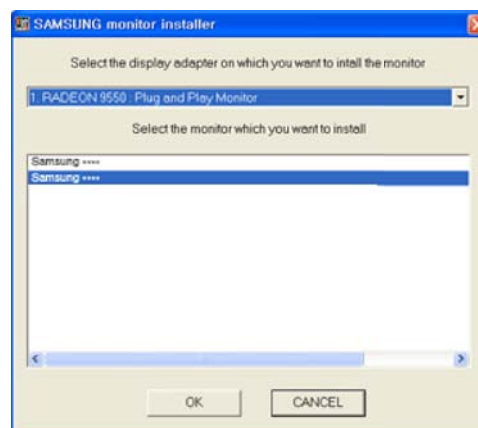 SAMSUNG monitor installer
Select the display adapter on which you want to intall the monitor
1. RADEON 9550 : Plug and Play Monitor
Select the monitor which you want to install
Samsung ****
Samsung ****
OK
CANCEL